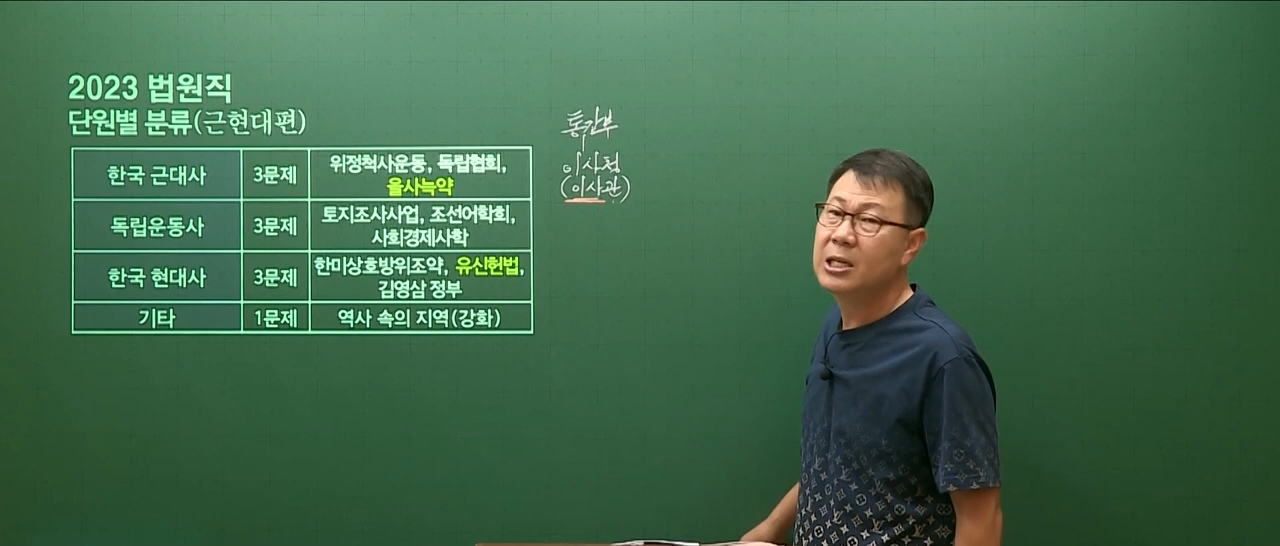 2023 법원직
단원별 분류(근현대편)
한국 근대사 3문제 위정척사운동, 독립협회,
을사늑약
독립운동사 3문제 토지조사사업, 조선어학회,
사회경제사학
한국 현대사 3문제 한미상호방위조약, 유신헌법,
김영삼 정부
기타 1문제 역사 속의 지역(강화)
통감부
이사청
(이사관)